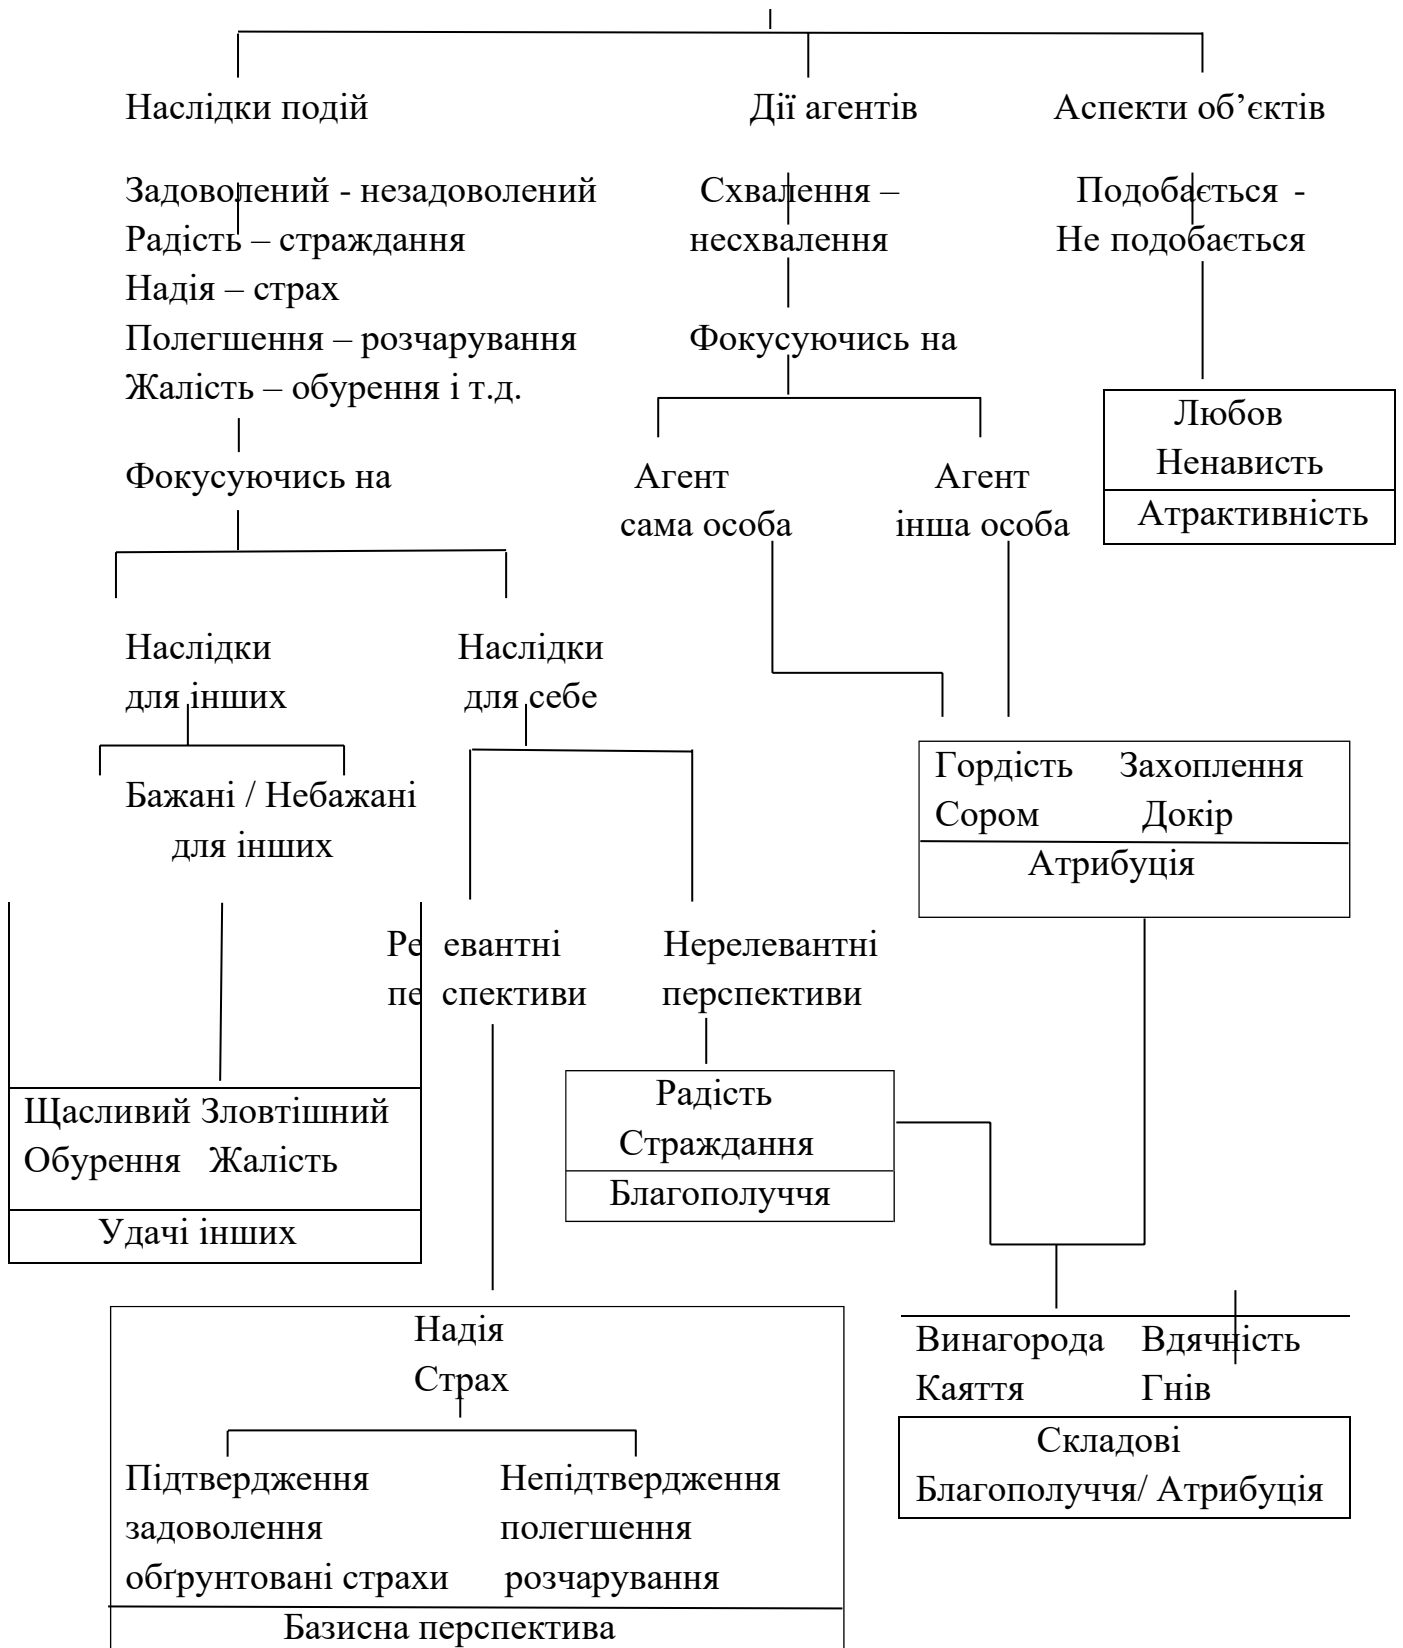 Наслідки подій Дії агентів Аспекти об’єктів
Задоволений - незадоволений Схвалення – Подобається -
Радість – страждання несхвалення Не подобається
Надія – страх
Полегшення – розчарування Фокусуючись на
Жалість – обурення і т.д.
Любов
Ненависть
Атрактивність
Фокусуючись на Агент Агент
сама особа інша особа
Наслідки Наслідки
для інших для себе
Гордість Захоплення
Сором Докір
Атрибуція
Бажані / Небажані
для інших
Ре евантні Нерелевантні
пе спективи перспективи
Радість
Страждання
Благополуччя
Щасливий Зловтішний
Обурення Жалість
Удачі інших
Надія
Страх
Підтвердження Непідтвердження
задоволення полегшення
обґрунтовані страхи розчарування
Базисна перспектива
Винагорода Вдячність
Каяття Гнів
Складові
Благополуччя/ Атрибуція